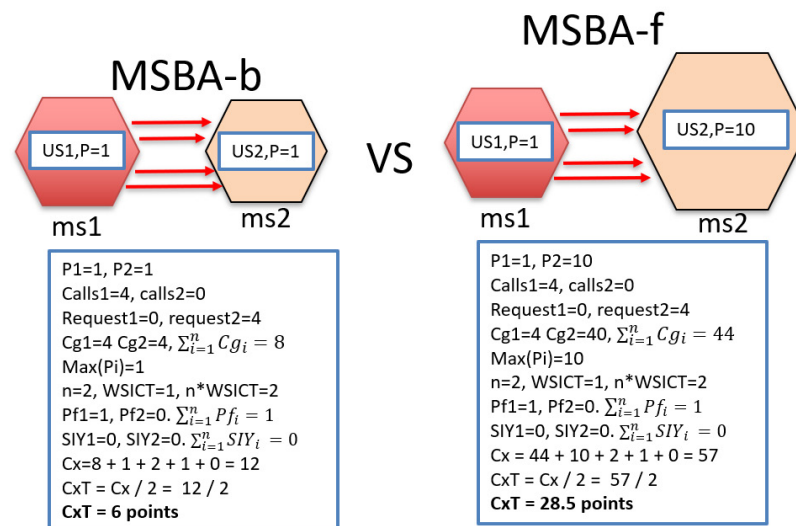 MSBA-b
US1,P=1
US2,P=1
ms1
ms2
P1=1, P2=1
Calls1=4, calls2=0
Request1=0, request2=4
Cg1=4 Cg2=4, $\sum_{i=1}^{n} Cg_i = 8$
Max(Pi)=1
n=2, WSICT=1, n*WSICT=2
Pf1=1, Pf2=0. $\sum_{i=1}^{n} Pf_i = 1$
SIY1=0, SIY2=0. $\sum_{i=1}^{n} SIY_i = 0$
Cx=8 + 1 + 2 + 1 + 0 = 12
CxT = Cx / 2 = 12 / 2
CxT = 6 points
VS
MSBA-f
US1,P=1
US2,P=10
ms1
ms2
P1=1, P2=10
Calls1=4, calls2=0
Request1=0, request2=4
Cg1=4 Cg2=40, $\sum_{i=1}^{n} Cg_i = 44$
Max(Pi)=10
n=2, WSICT=1, n*WSICT=2
Pf1=1, Pf2=0. $\sum_{i=1}^{n} Pf_i = 1$
SIY1=0, SIY2=0. $\sum_{i=1}^{n} SIY_i = 0$
Cx = 44 + 10 + 2 + 1 + 0 = 57
CxT = Cx / 2 = 57 / 2
CxT = 28.5 points